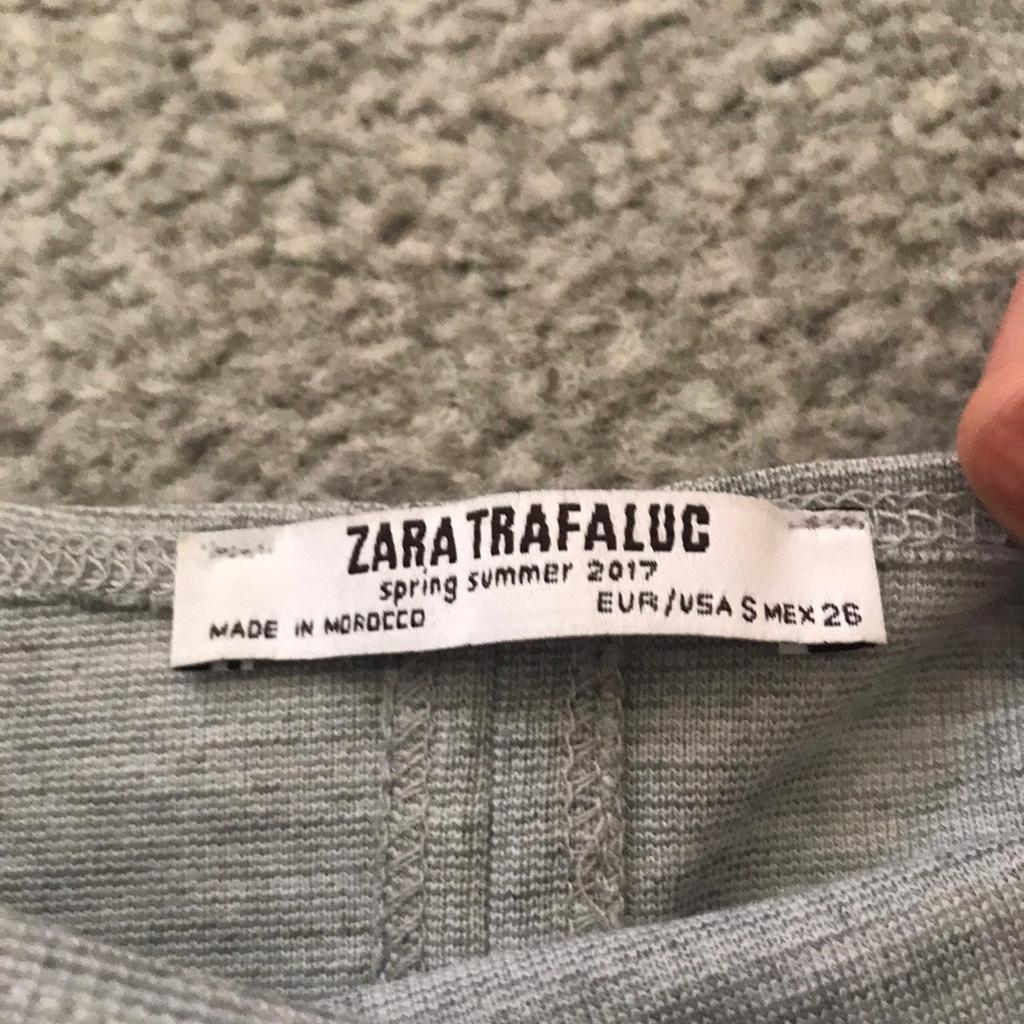 ZARA TRAFALUC
spring summer 2017
MADE IN MOROCCO EUR/USA S MEX 26